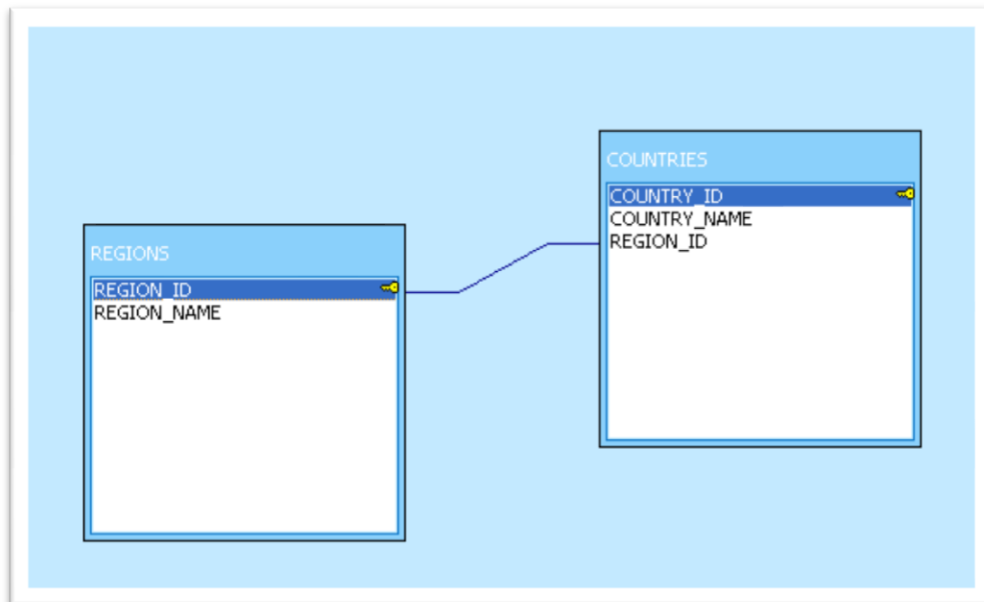 REGIONS
REGION_ID
REGION_NAME
COUNTRIES
COUNTRY_ID
COUNTRY_NAME
REGION_ID